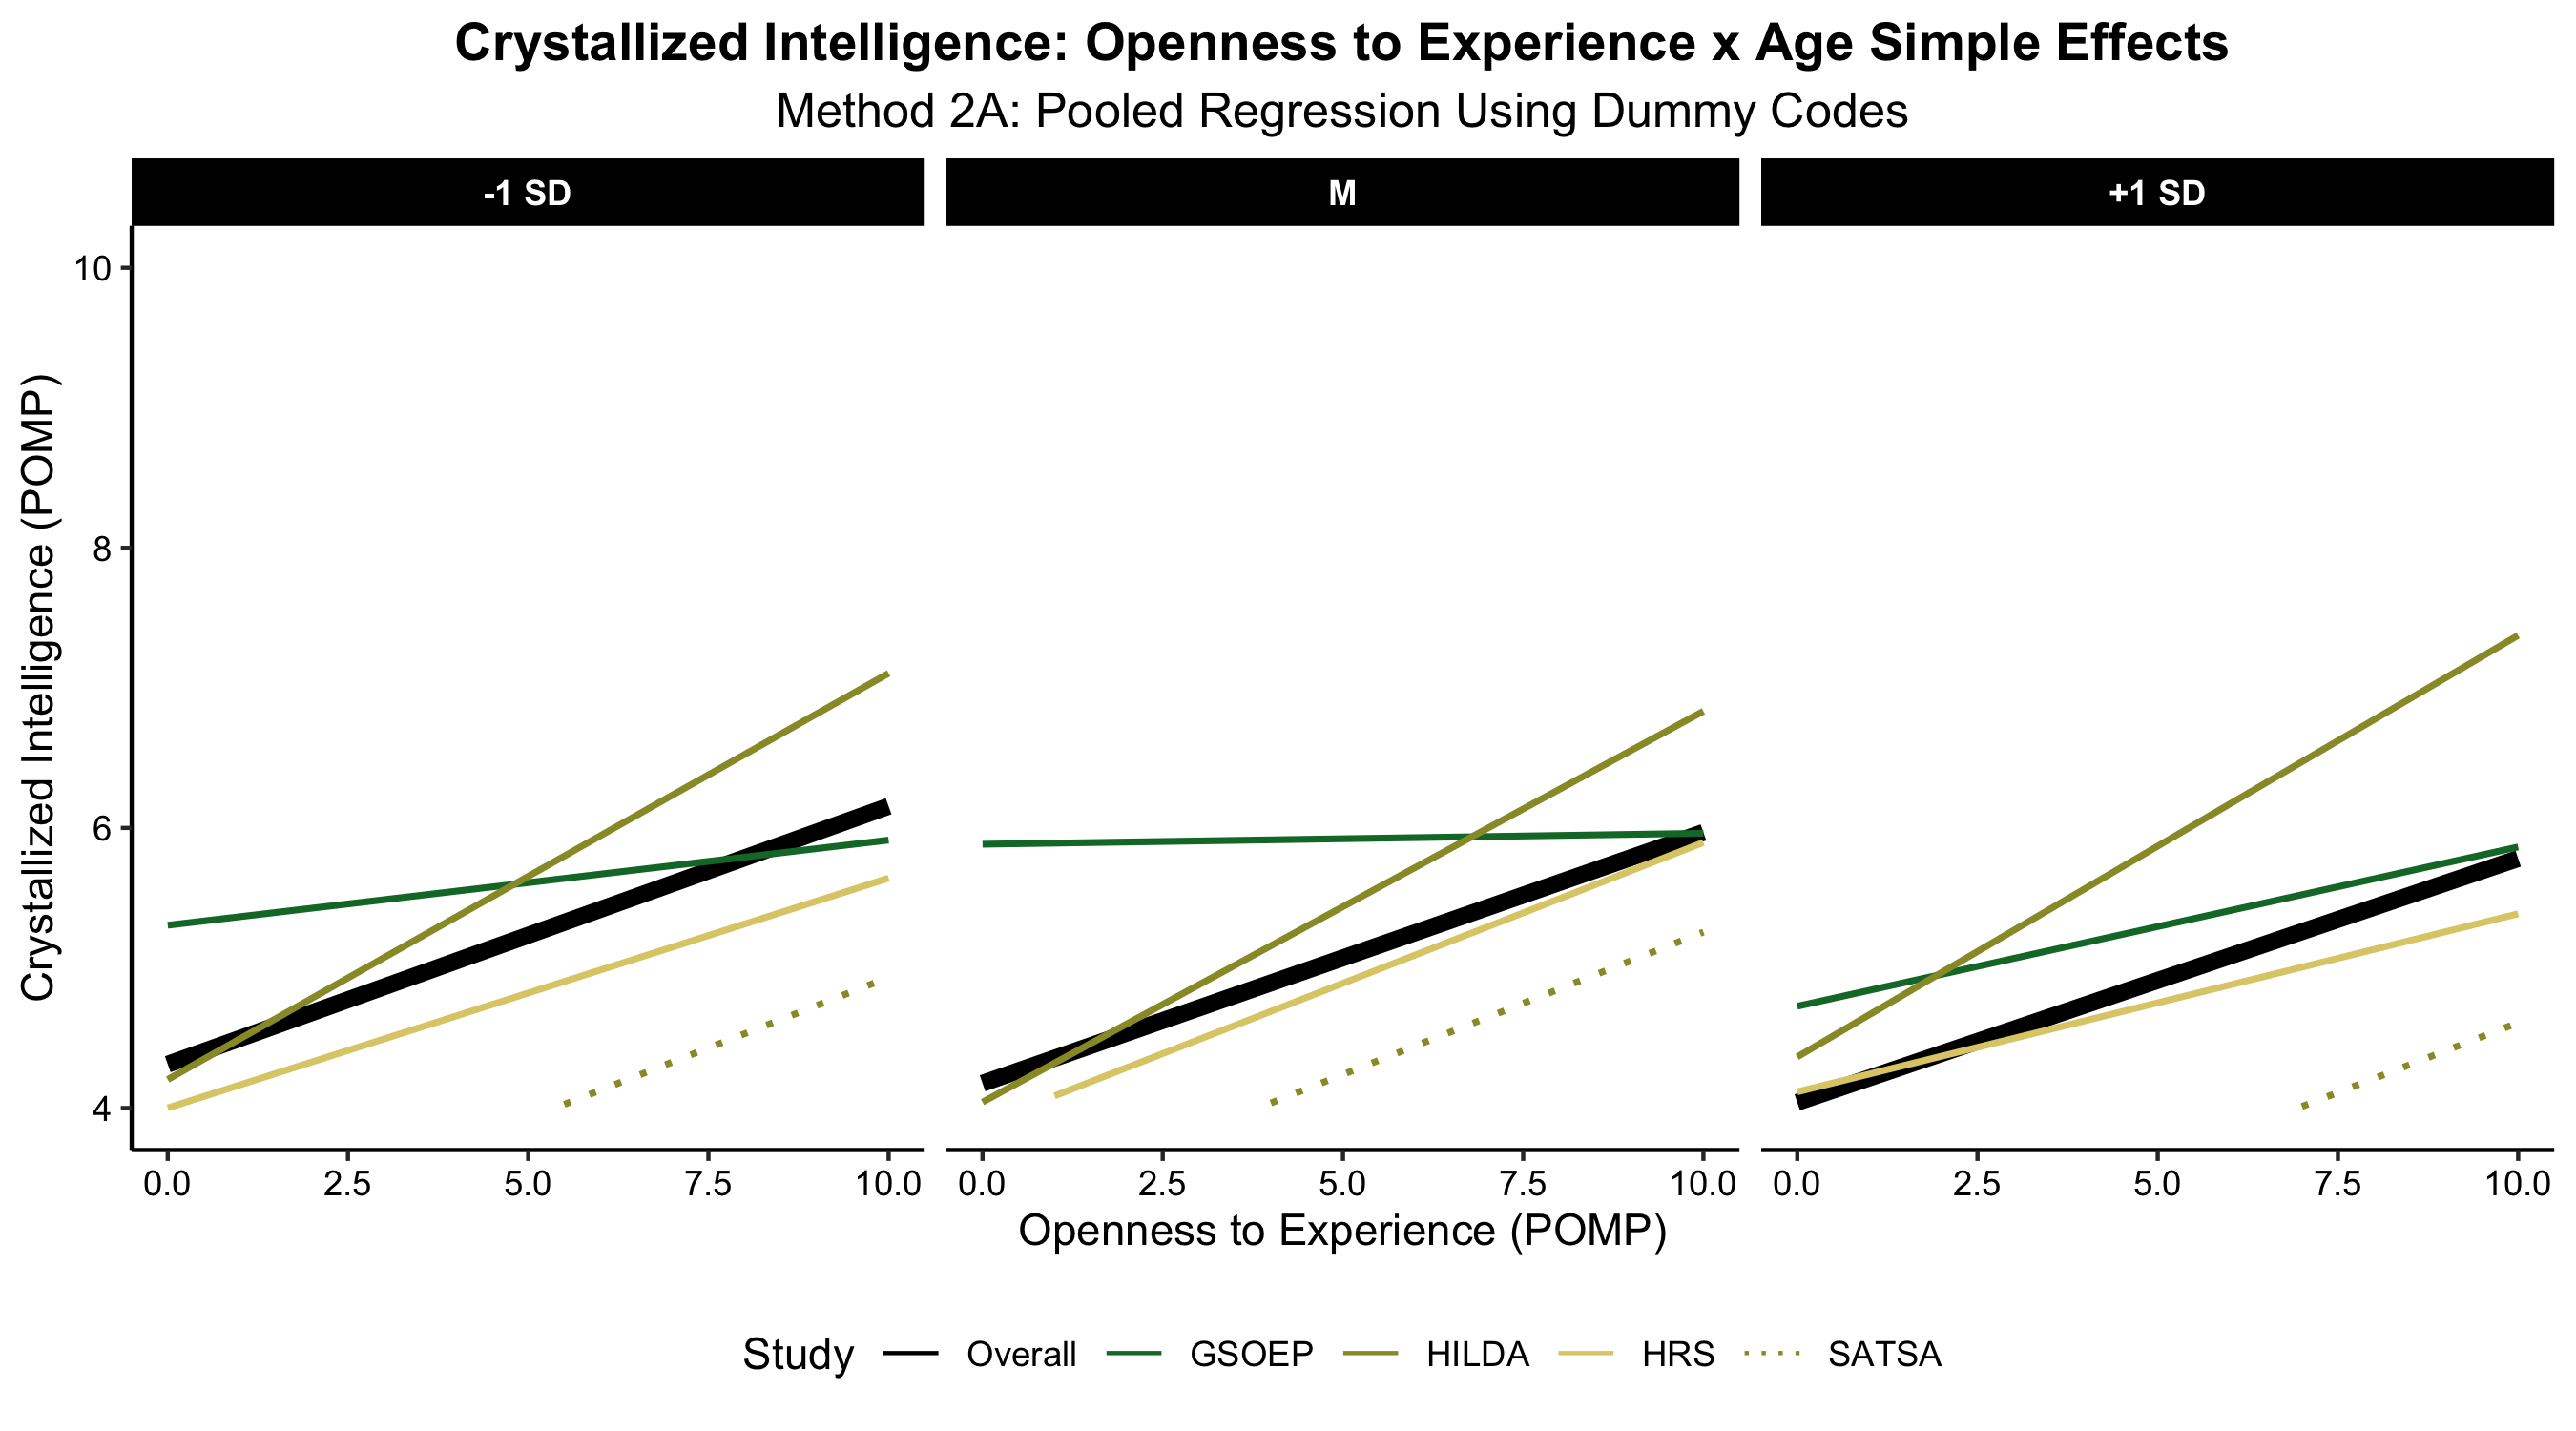 Crystallized Intelligence: Openness to Experience x Age Simple Effects
Method 2A: Pooled Regression Using Dummy Codes
-1 SD
M
+1 SD
Crystallized Intelligence (POMP)
10
8
6
4
0.0 2.5 5.0 7.5 10.0 0.0 2.5 5.0 7.5 10.0 0.0 2.5 5.0 7.5 10.0
Openness to Experience (POMP)
Study Overall GSOEP HILDA HRS SATSA